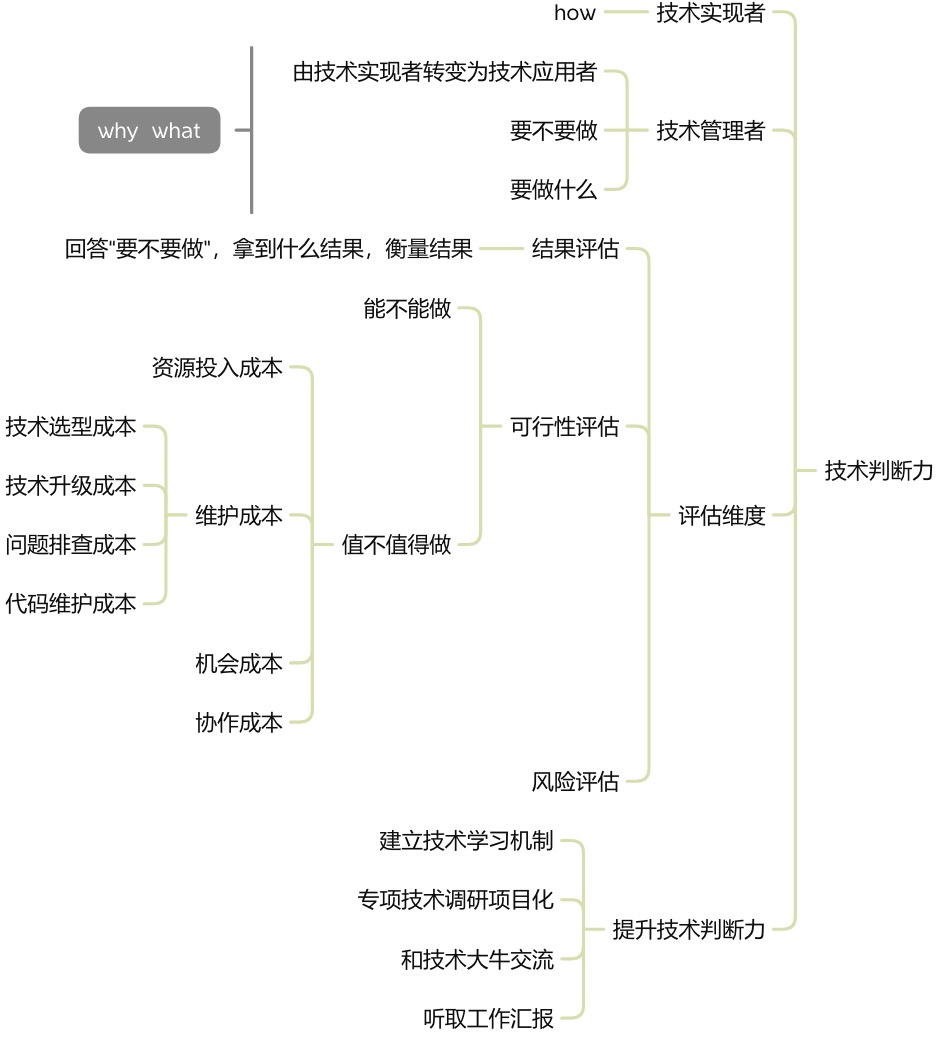 how
技术实现者
由技术实现者转变为技术应用者
why what
要不要做
技术管理者
要做什么
回答"要不要做"，拿到什么结果，衡量结果
结果评估
能不能做
资源投入成本
技术选型成本
可行性评估
技术判断力
技术升级成本
维护成本
评估维度
问题排查成本
值不值得做
代码维护成本
机会成本
协作成本
风险评估
建立技术学习机制
专项技术调研项目化
提升技术判断力
和技术大牛交流
听取工作汇报